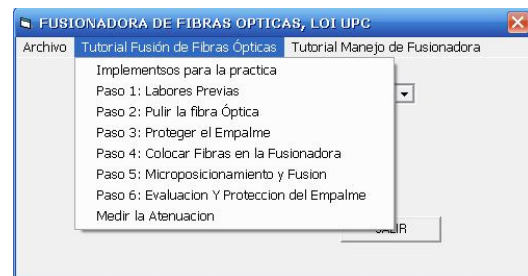 FUSIONADORA DE FIBRAS OPTICAS, LOI UPC
Archivo Tutorial Fusión de Fibras Ópticas Tutorial Manejo de Fusionadora
Implementsos para la practica
Paso 1: Labores Previas
Paso 2: Pulir la fibra Óptica
Paso 3: Proteger el Empalme
Paso 4: Colocar Fibras en la Fusionadora
Paso 5: Microposicionamiento y Fusion
Paso 6: Evaluacion Y Proteccion del Empalme
Medir la Atenuacion
SALIR